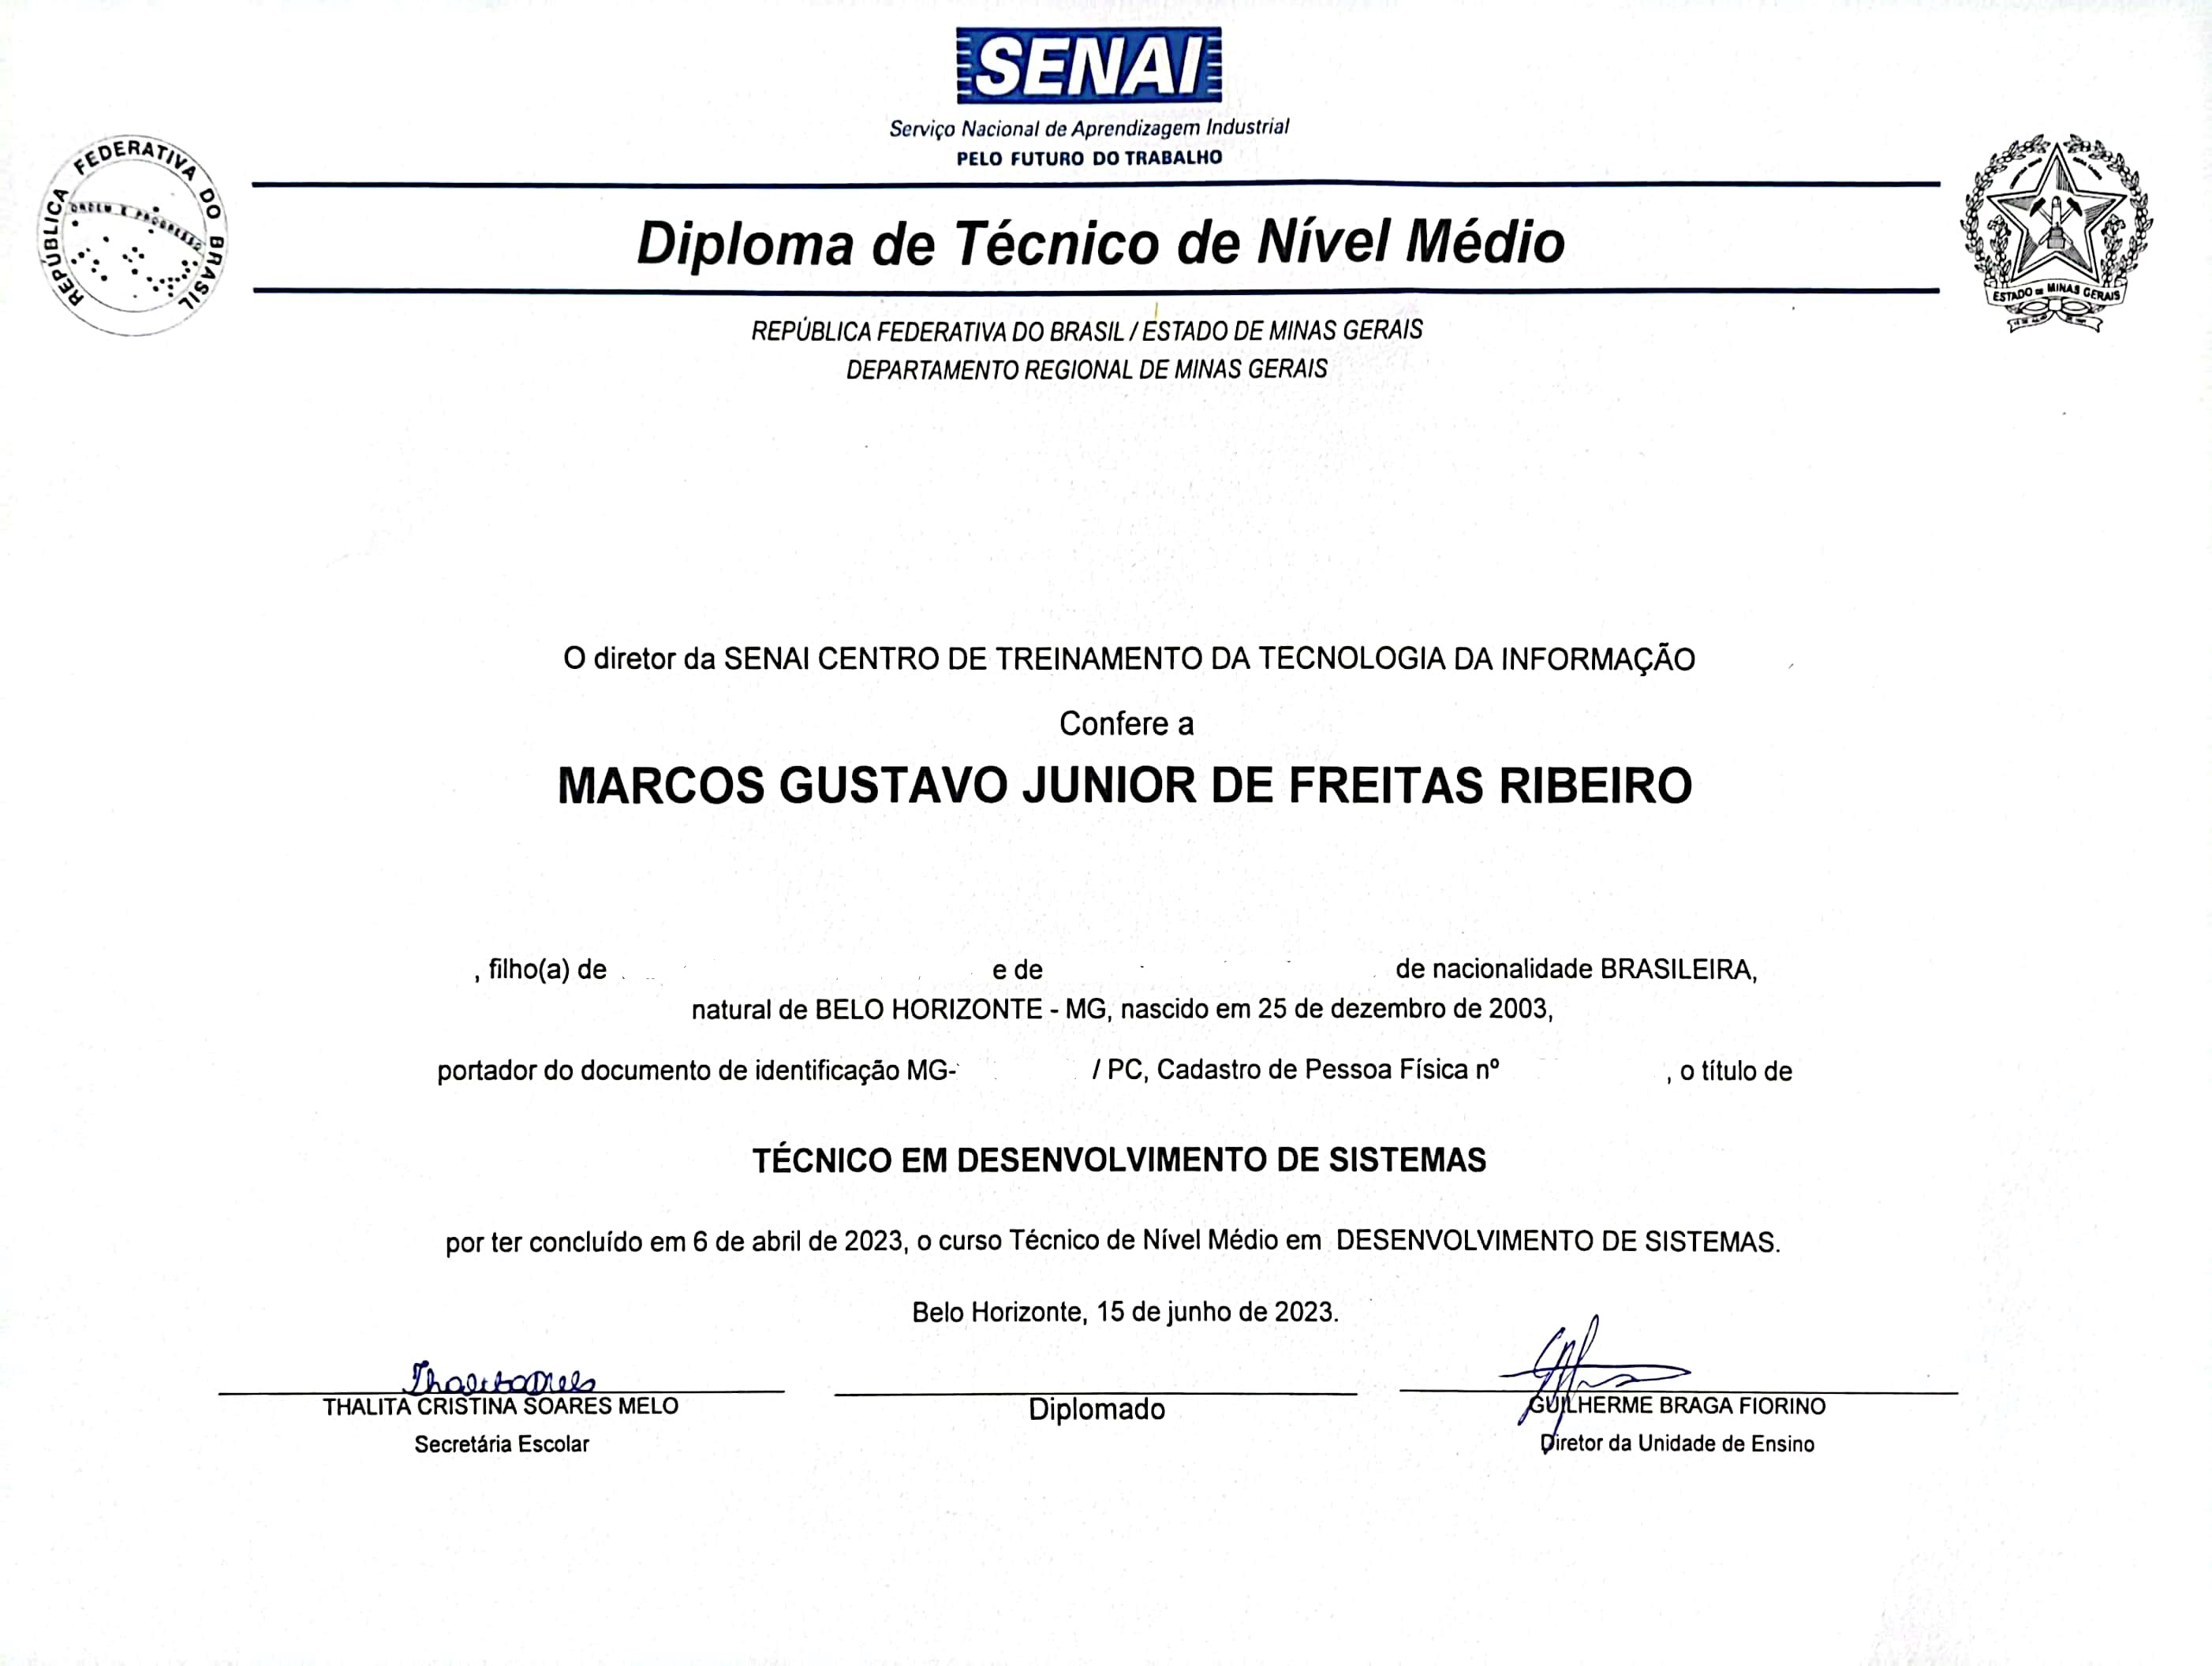 SENAI
Serviço Nacional de Aprendizagem Industrial
PELO FUTURO DO TRABALHO
REPÚBLICA FEDERATIVA DO BRASIL
ORDEM E PROGRESSO
Diploma de Técnico de Nível Médio
ESTADO DE MINAS GERAIS
REPÚBLICA FEDERATIVA DO BRASIL / ESTADO DE MINAS GERAIS
DEPARTAMENTO REGIONAL DE MINAS GERAIS
O diretor da SENAI CENTRO DE TREINAMENTO DA TECNOLOGIA DA INFORMAÇÃO
Confere a
MARCOS GUSTAVO JUNIOR DE FREITAS RIBEIRO
, filho(a) de e de de nacionalidade BRASILEIRA,
natural de BELO HORIZONTE - MG, nascido em 25 de dezembro de 2003,
portador do documento de identificação MG- / PC, Cadastro de Pessoa Física nº , o título de
TÉCNICO EM DESENVOLVIMENTO DE SISTEMAS
por ter concluído em 6 de abril de 2023, o curso Técnico de Nível Médio em DESENVOLVIMENTO DE SISTEMAS.
Belo Horizonte, 15 de junho de 2023.
THALITA CRISTINA SOARES MELO
Secretária Escolar
Diplomado
GUILHERME BRAGA FIORINO
Diretor da Unidade de Ensino